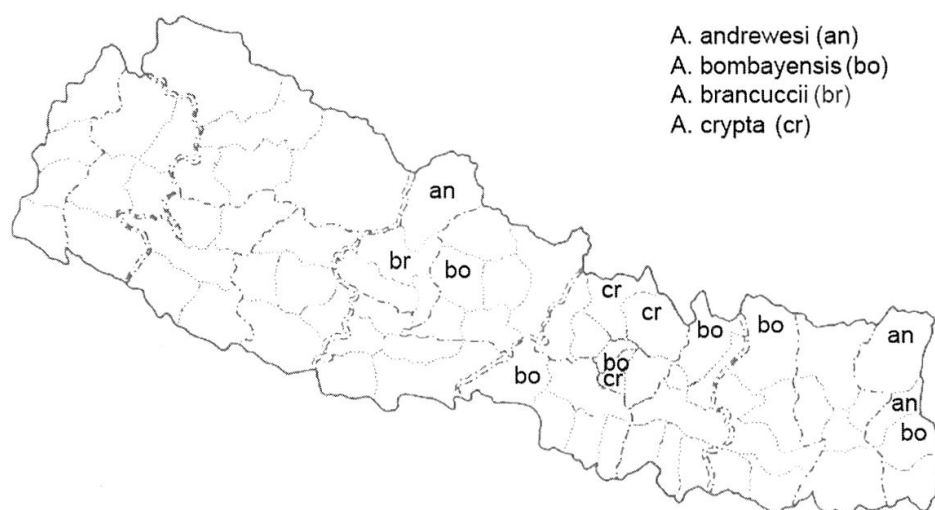 A. andrewesi (an)
A. bombayensis (bo)
A. brancuccii (br)
A. crypta (cr)
an
br
bo
cr
cr
bo
bo
an
bo
cr
bo
an
bo